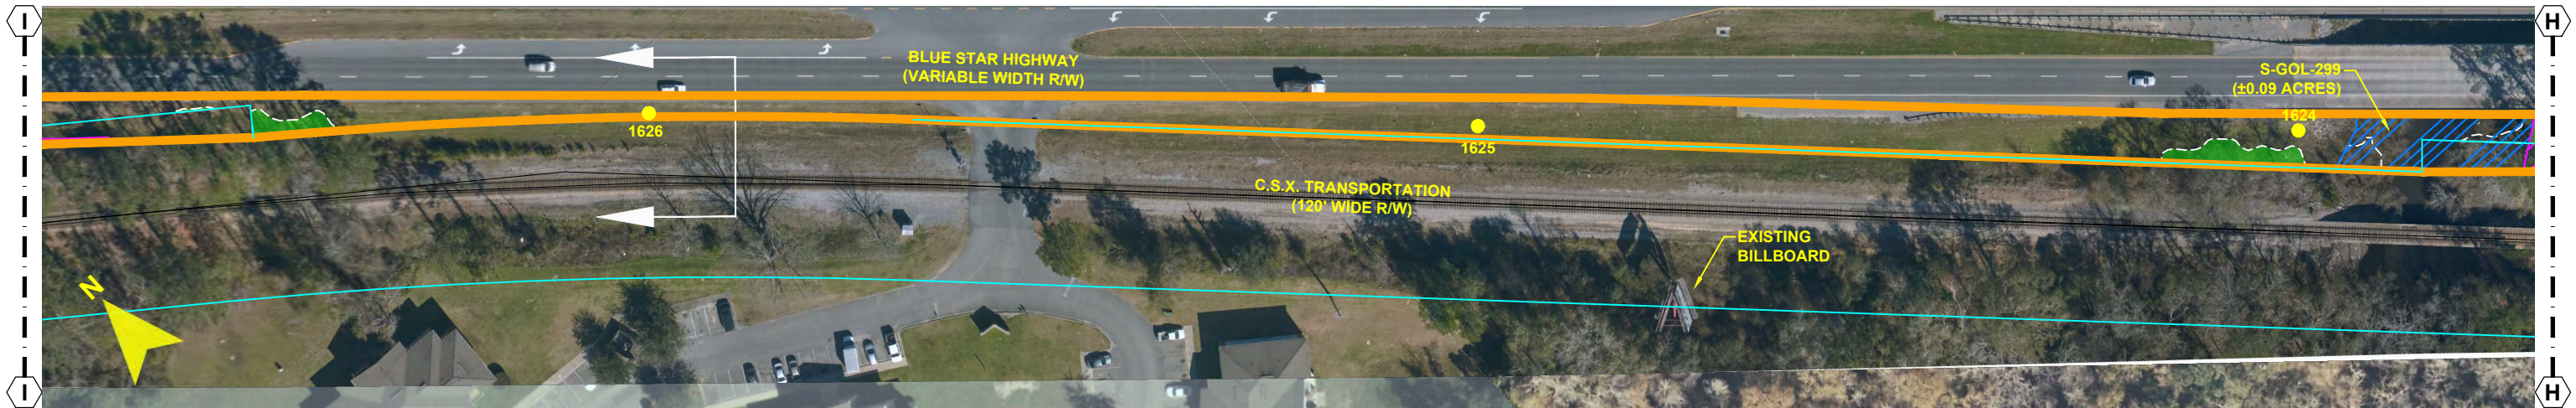 I
H
BLUE STAR HIGHWAY
(VARIABLE WIDTH R/W)
S-GOL-299
(±0.09 ACRES)
1624
1626
1625
C.S.X. TRANSPORTATION
(120' WIDE R/W)
EXISTING
BILLBOARD
N
I
H